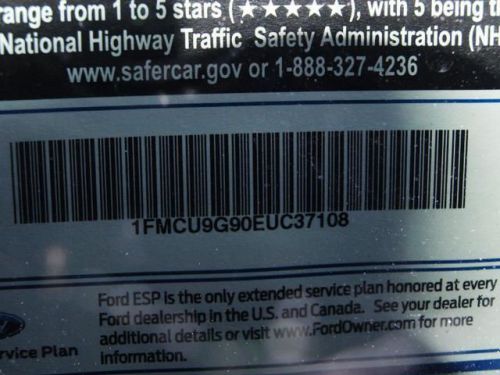 range from 1 to 5 stars (★★★★★), with 5 being the
National Highway Traffic Safety Administration (NH
www.safercar.gov or 1-888-327-4236
1FMCU9G90EUC37108
Ford ESP is the only extended service plan honored at every
Ford dealership in the U.S. and Canada. See your dealer for
additional details or visit www.FordOwner.com for more
information.
ervice Plan